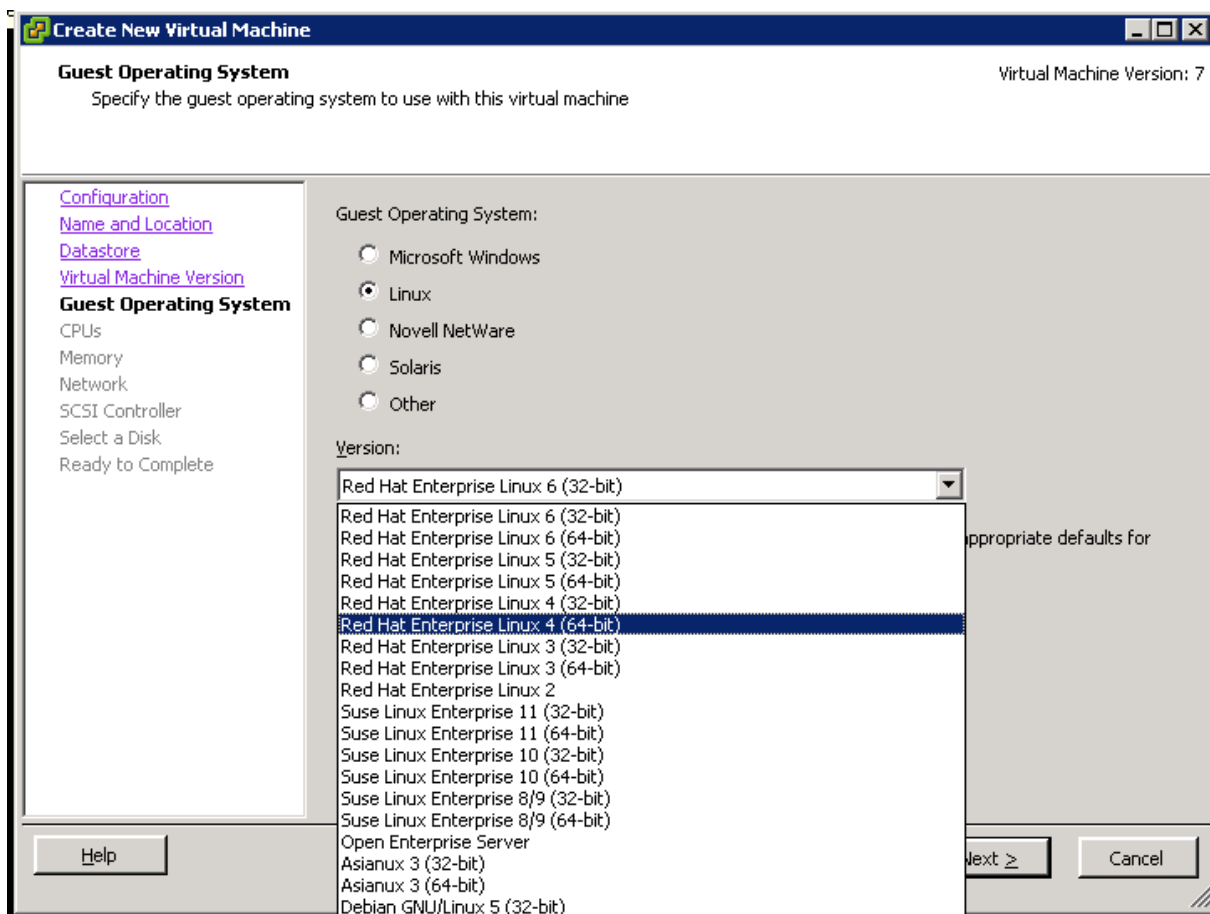 Create New Virtual Machine
Guest Operating System
Virtual Machine Version: 7
Specify the guest operating system to use with this virtual machine
Configuration
Name and Location
Datastore
Virtual Machine Version
Guest Operating System
CPUs
Memory
Network
SCSI Controller
Select a Disk
Ready to Complete
Guest Operating System:
Microsoft Windows
Linux
Novell NetWare
Solaris
Other
Version:
Red Hat Enterprise Linux 6 (32-bit)
Red Hat Enterprise Linux 6 (32-bit)
Red Hat Enterprise Linux 6 (64-bit)
Red Hat Enterprise Linux 5 (32-bit)
Red Hat Enterprise Linux 5 (64-bit)
Red Hat Enterprise Linux 4 (32-bit)
Red Hat Enterprise Linux 4 (64-bit)
Red Hat Enterprise Linux 3 (32-bit)
Red Hat Enterprise Linux 3 (64-bit)
Red Hat Enterprise Linux 2
Suse Linux Enterprise 11 (32-bit)
Suse Linux Enterprise 11 (64-bit)
Suse Linux Enterprise 10 (32-bit)
Suse Linux Enterprise 10 (64-bit)
Suse Linux Enterprise 8/9 (32-bit)
Suse Linux Enterprise 8/9 (64-bit)
Open Enterprise Server
Asianux 3 (32-bit)
Asianux 3 (64-bit)
Debian GNU/Linux 5 (32-bit)
appropriate defaults for
Help
Next >
Cancel